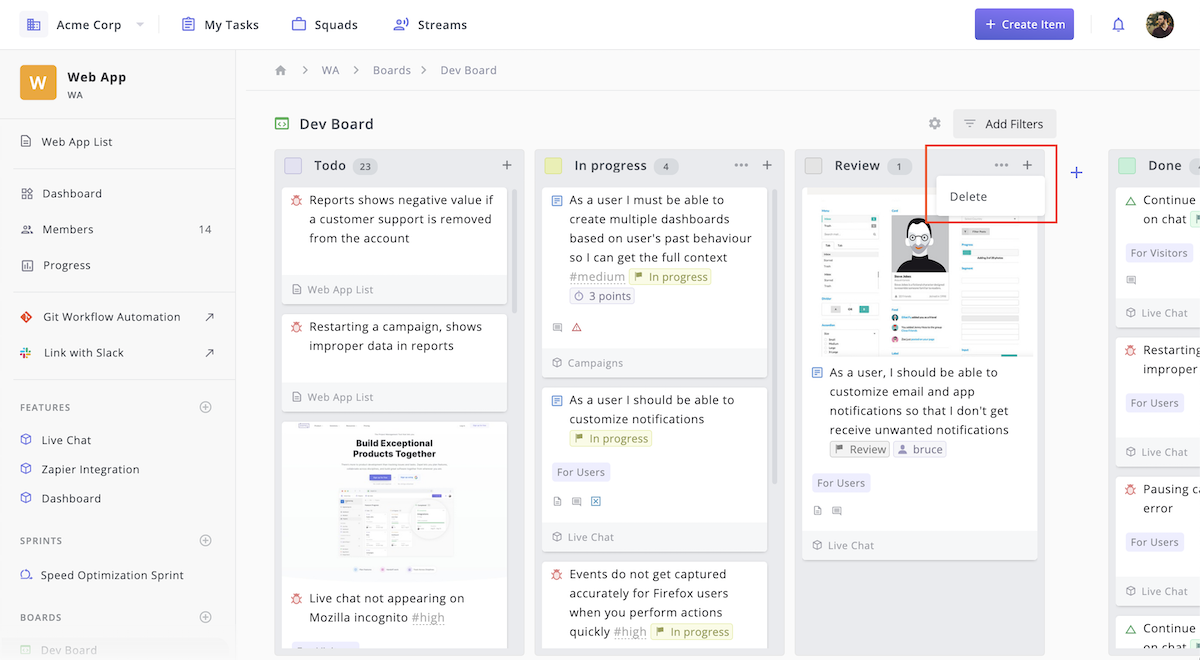 Acme Corp
My Tasks
Squads
Streams
+ Create Item
W
Web App
WA
Web App List
Dashboard
Members
14
Progress
Git Workflow Automation
Link with Slack
FEATURES
Live Chat
Zapier Integration
Dashboard
SPRINTS
Speed Optimization Sprint
BOARDS
Dev Board
WA
Boards
Dev Board
Dev Board
Add Filters
Todo 23
Reports shows negative value if
a customer support is removed
from the account
Web App List
Restarting a campaign, shows
improper data in reports
Web App List
Build Exceptional
Products Together
Live chat not appearing on
Mozilla incognito #high
In progress 4
As a user I must be able to
create multiple dashboards
based on user's past behaviour
so I can get the full context
#medium In progress
3 points
Campaigns
As a user I should be able to
customize notifications
In progress
For Users
Live Chat
Events do not get captured
accurately for Firefox users
when you perform actions
quickly #high In progress
Review 1
Delete
As a user, I should be able to
customize email and app
notifications so that I don't get
receive unwanted notifications
Review bruce
For Users
Live Chat
Done
Continue
on chat
For Visitors
Live Chat
Restarting
improper
For Users
Live Chat
Pausing ca
error
For Users
Live Chat
Continue
on chat